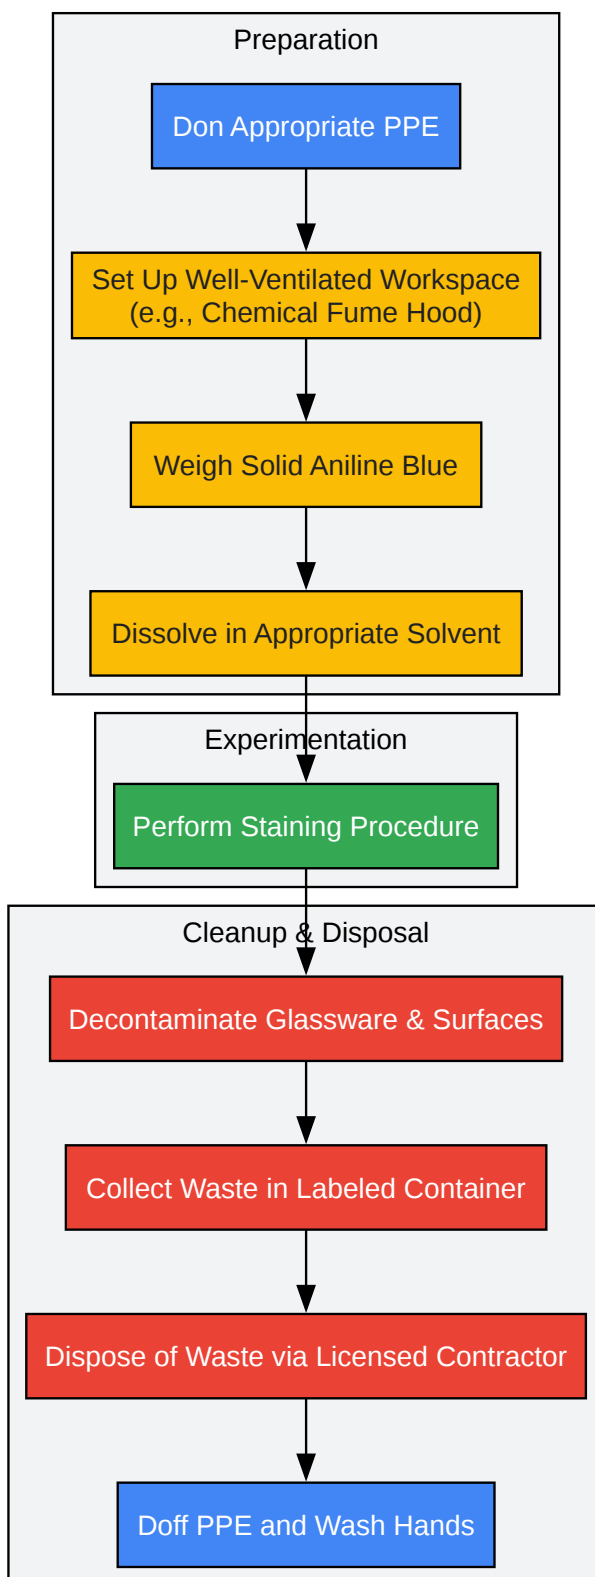 Preparation
Don Appropriate PPE
Set Up Well-Ventilated Workspace
(e.g., Chemical Fume Hood)
Weigh Solid Aniline Blue
Dissolve in Appropriate Solvent
Experimentation
Perform Staining Procedure
Cleanup & Disposal
Decontaminate Glassware & Surfaces
Collect Waste in Labeled Container
Dispose of Waste via Licensed Contractor
Doff PPE and Wash Hands